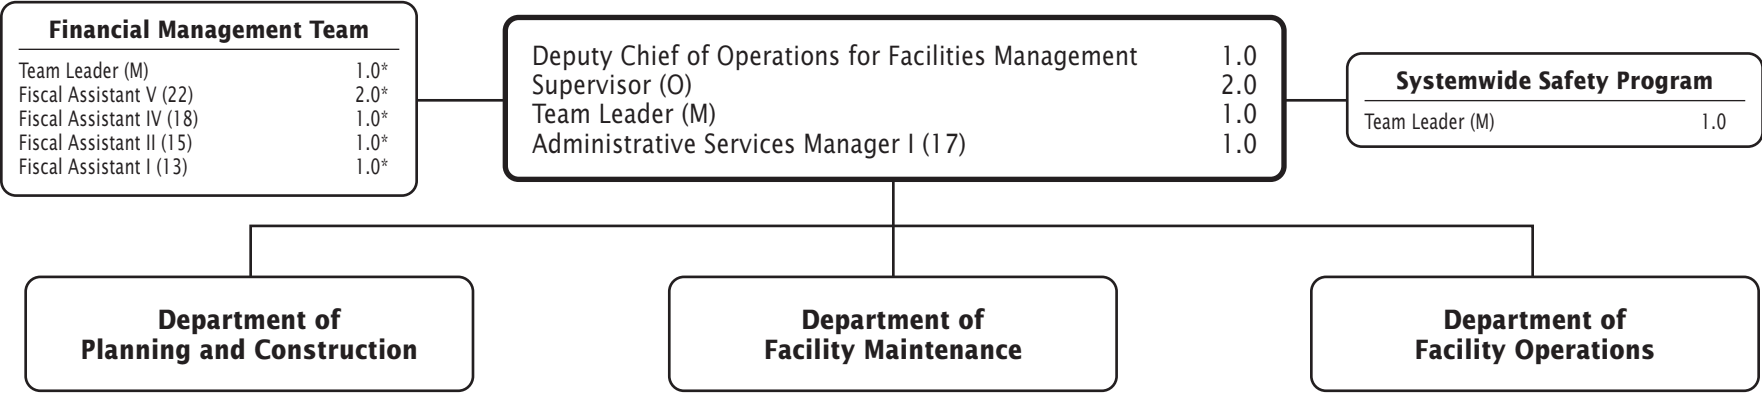 Financial Management Team
Team Leader (M) 1.0*
Fiscal Assistant V (22) 2.0*
Fiscal Assistant IV (18) 1.0*
Fiscal Assistant II (15) 1.0*
Fiscal Assistant I (13) 1.0*
Deputy Chief of Operations for Facilities Management 1.0
Supervisor (O) 2.0
Team Leader (M) 1.0
Administrative Services Manager I (17) 1.0
Systemwide Safety Program
Team Leader (M) 1.0
Department of
Planning and Construction
Department of
Facility Maintenance
Department of
Facility Operations